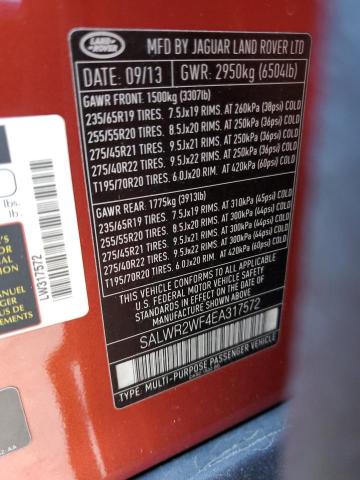 LAND
ROVER
MFD BY JAGUAR LAND ROVER LTD
DATE: 09/13
GWR: 2950kg (6504lb)
GAWR FRONT: 1500kg (3307lb)
235/65R19 TIRES. 7.5Jx19 RIMS. AT 260kPa (38psi) COLD
255/55R20 TIRES. 8.5Jx20 RIMS. AT 250kPa (36psi) COLD
275/45R21 TIRES. 9.5Jx21 RIMS. AT 250kPa (36psi) COLD
275/40R22 TIRES. 9.5Jx22 RIMS. AT 250kPa (36psi) COLD
T195/70R20 TIRES. 6.0Jx20 RIM. AT 420kPa (60psi) COLD
GAWR REAR: 1775kg (3913lb)
235/65R19 TIRES. 7.5Jx19 RIMS. AT 310kPa (45psi) COLD
255/55R20 TIRES. 8.5Jx20 RIMS. AT 300kPa (44psi) COLD
275/45R21 TIRES. 9.5Jx21 RIMS. AT 300kPa (44psi) COLD
275/40R22 TIRES. 9.5Jx22 RIMS. AT 300kPa (44psi) COLD
T195/70R20 TIRES. 6.0Jx20 RIM. AT 420kPa (60psi) COLD
THIS VEHICLE CONFORMS TO ALL APPLICABLE
U.S. FEDERAL MOTOR VEHICLE SAFETY AND
THEFT PREVENTION STANDARDS IN EFFECT ON
THE DATE OF MANUFACTURE SHOWN ABOVE.
SALWR2WF4EA317572
TYPE: MULTI-PURPOSE PASSENGER VEHICLE
lbs.
lb.
LW317572
MANUEL
AA